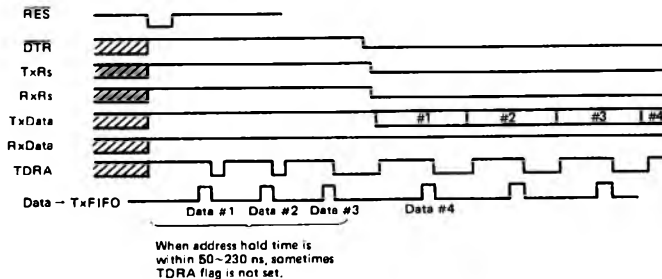 RES
DTR
TxRs
RxRs
TxData #1 #2 #3 #4
RxData
TDRA
Data → TxFIFO
Data #1 Data #2 Data #3 Data #4
When address hold time is
within 50~230 ns, sometimes
TDRA flag is not set.